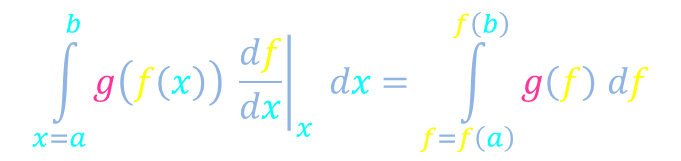 ∫_{x=a}^{b} g(f(x)) df/dx|_x dx = ∫_{f=f(a)}^{f(b)} g(f) df